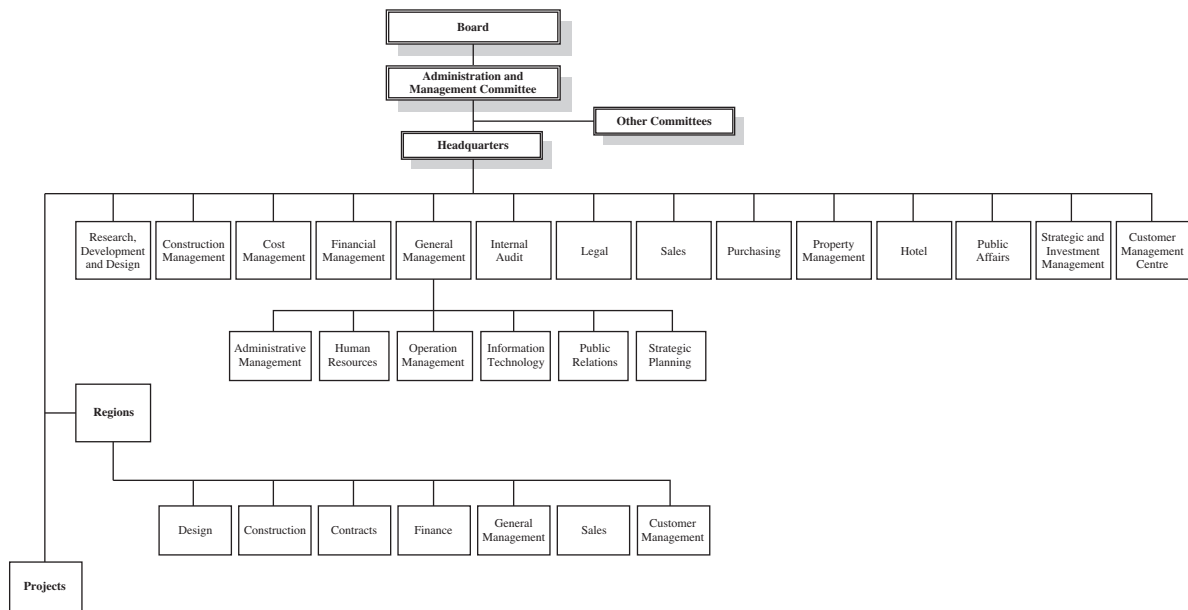 Board
Administration and
Management Committee
Other Committees
Headquarters
Research,
Development
and Design
Construction
Management
Cost
Management
Financial
Management
General
Management
Internal
Audit
Legal
Sales
Purchasing
Property
Management
Hotel
Public
Affairs
Strategic and
Investment
Management
Customer
Management
Centre
Administrative
Management
Human
Resources
Operation
Management
Information
Technology
Public
Relations
Strategic
Planning
Regions
Design
Construction
Contracts
Finance
General
Management
Sales
Customer
Management
Projects